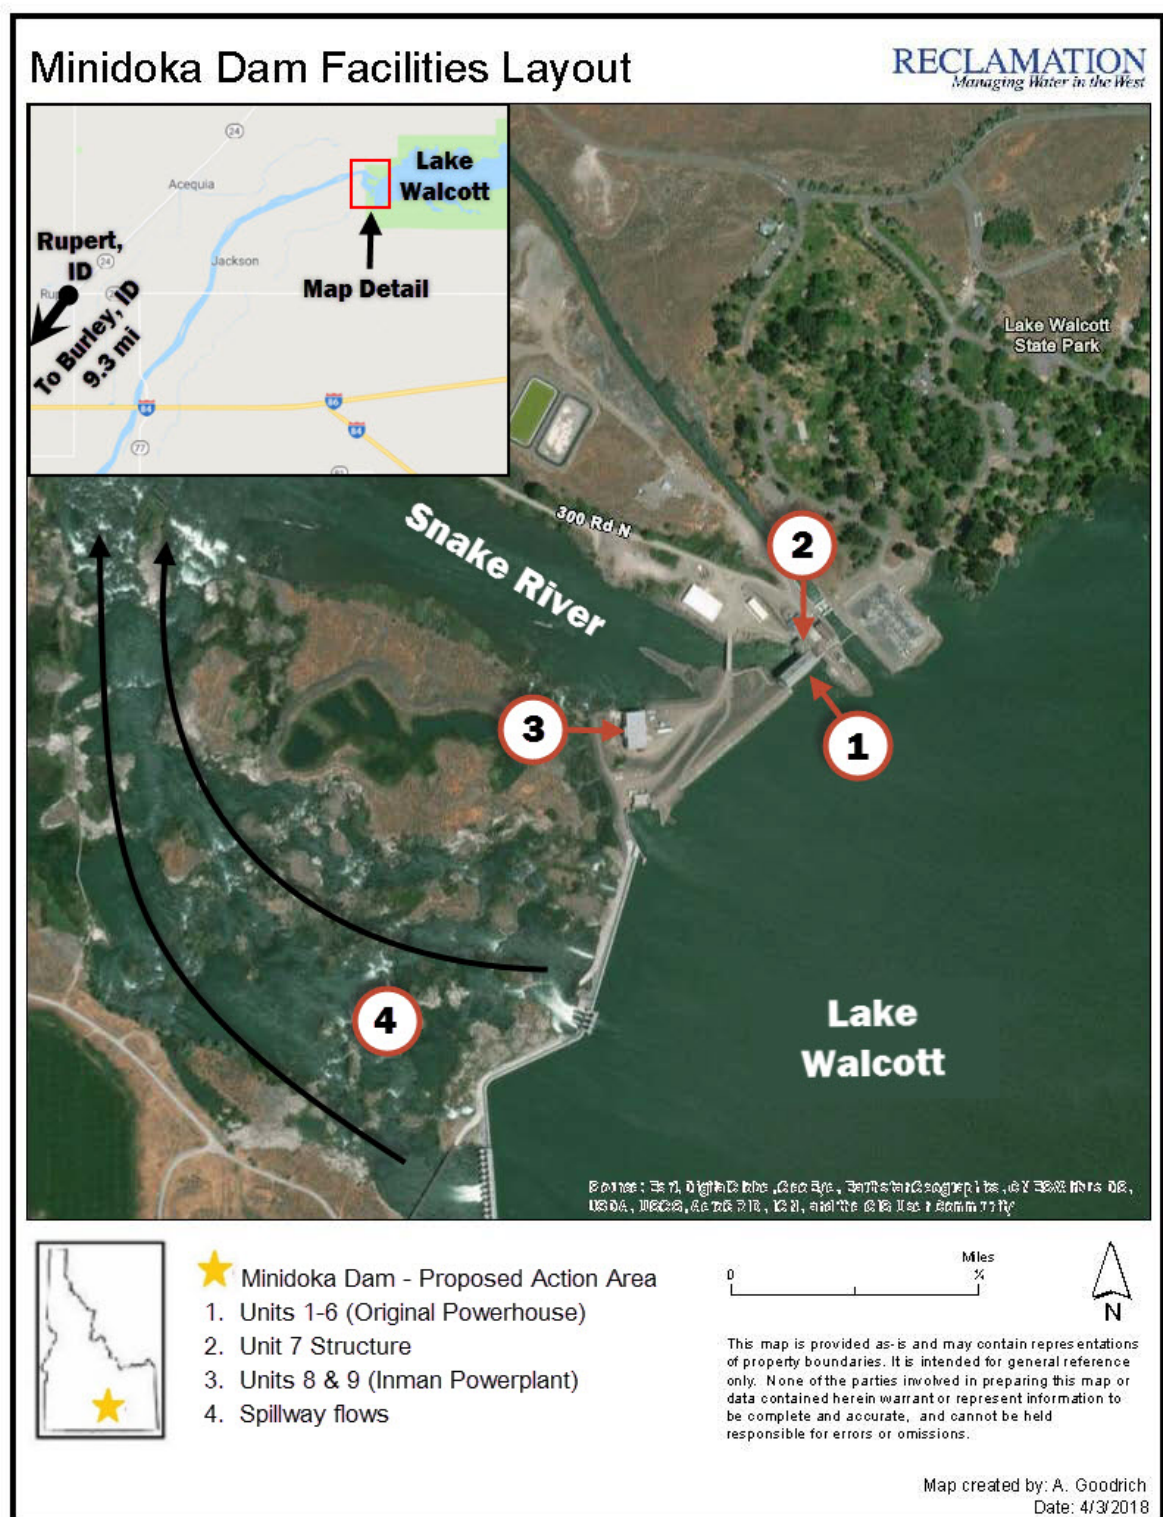 Minidoka Dam Facilities Layout
RECLAMATION
Managing Water in the West
24
Acequia
Lake
Walcott
Rupert,
ID
24
Jackson
Map Detail
To Burley, ID
9.3 mi
84
86
84
77
Lake Walcott
State Park
300 Rd N
Snake River
2
3
1
4
Lake
Walcott
Minidoka Dam - Proposed Action Area
1. Units 1-6 (Original Powerhouse)
2. Unit 7 Structure
3. Units 8 & 9 (Inman Powerplant)
4. Spillway flows
Miles
0
N
This map is provided as-is and may contain representations
of property boundaries. It is intended for general reference
only. None of the parties involved in preparing this map or
data contained herein warrant or represent information to
be complete and accurate, and cannot be held
responsible for errors or omissions.
Map created by: A. Goodrich
Date: 4/3/2018